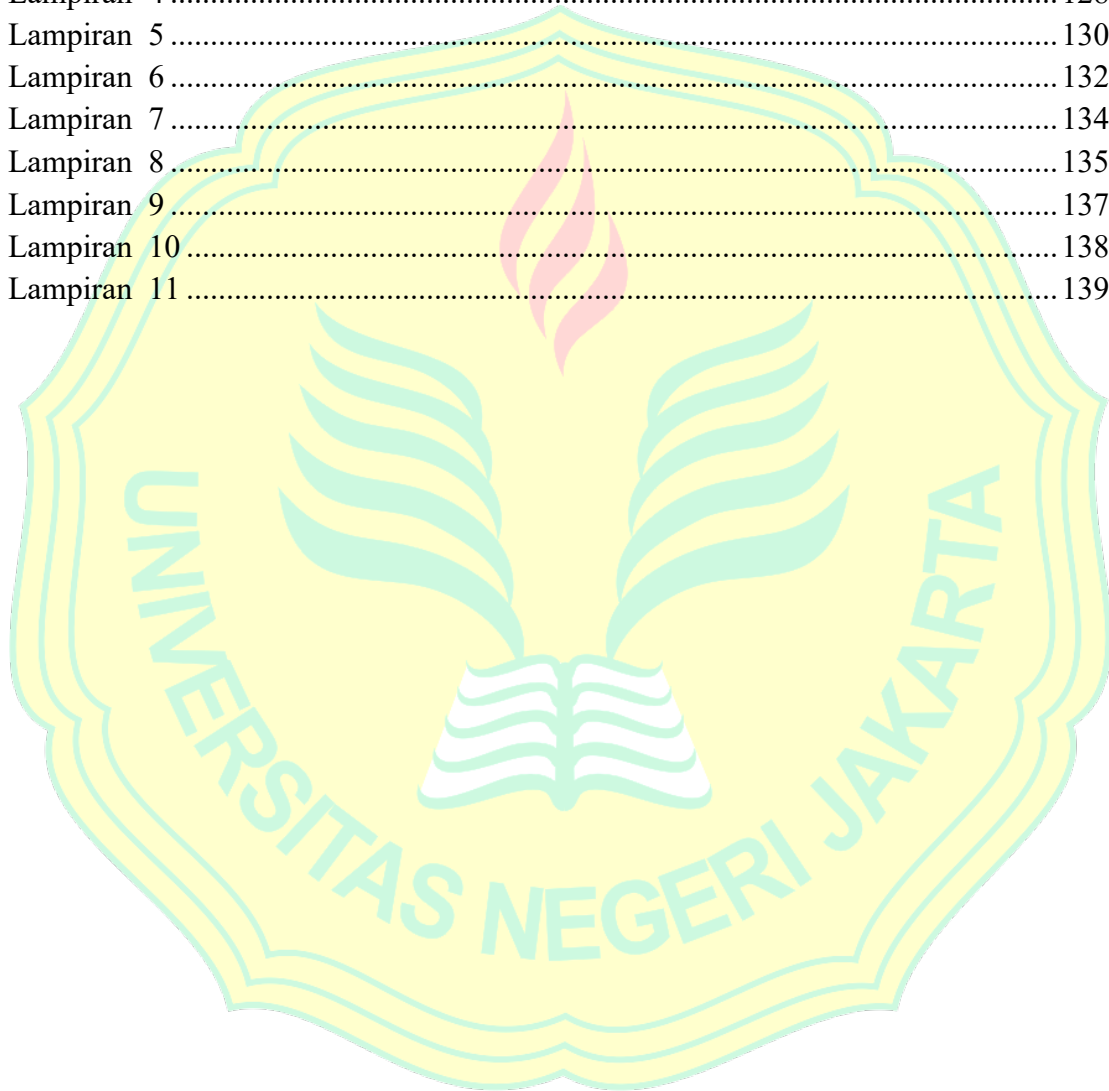 Lampiran 5 .......................................................................................................... 130
Lampiran 6 .......................................................................................................... 132
Lampiran 7 .......................................................................................................... 134
Lampiran 8 .......................................................................................................... 135
Lampiran 9 .......................................................................................................... 137
Lampiran 10 ........................................................................................................ 138
Lampiran 11 ........................................................................................................ 139
UNIVERSITAS NEGERI JAKARTA